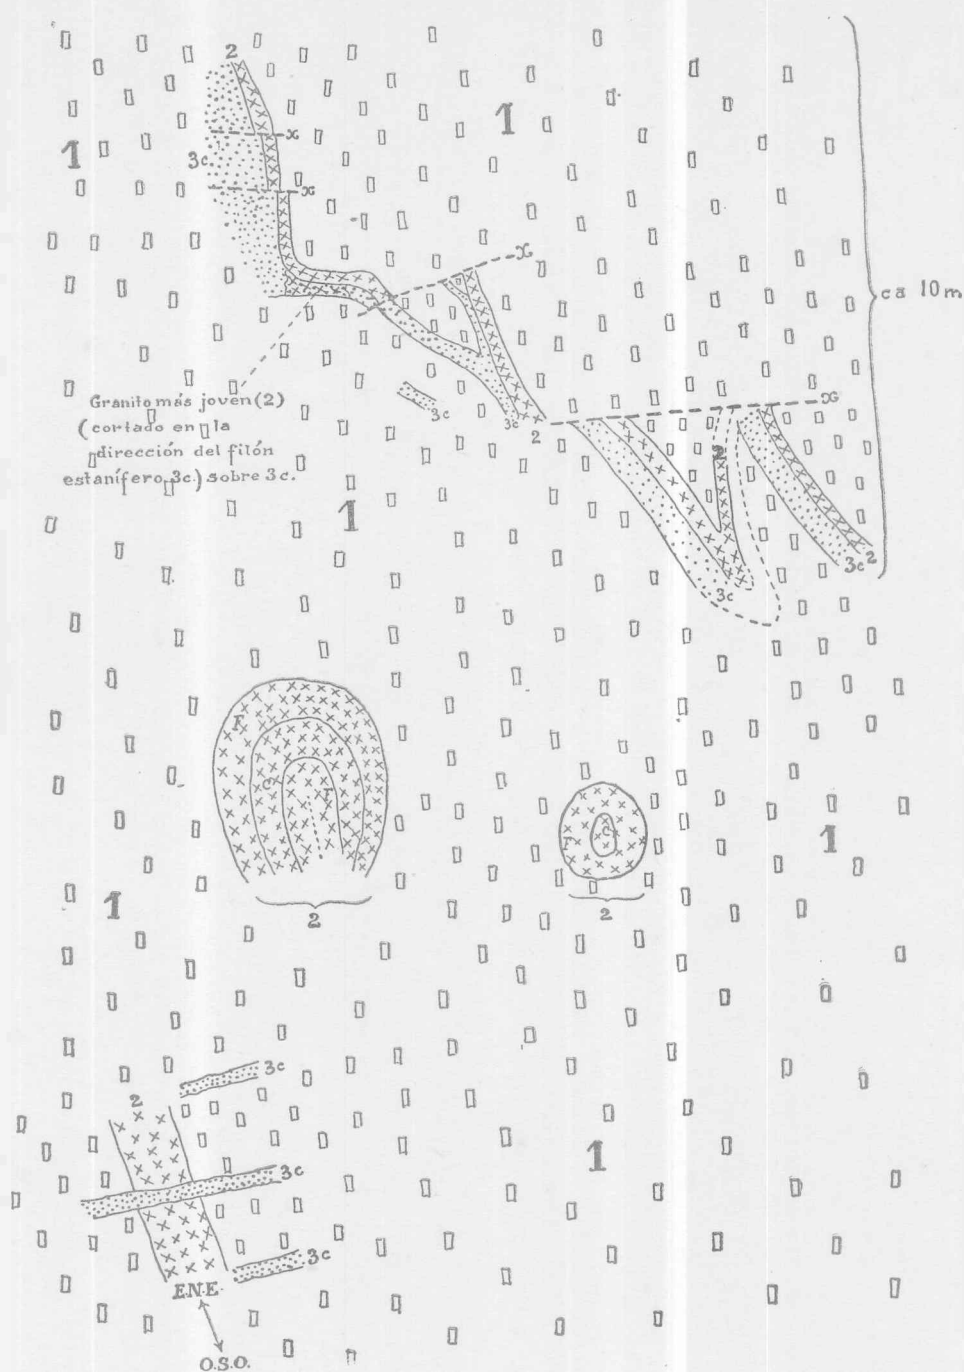 2
1
1
x
3c.
x
x
ca 10 m
Granito más joven (2)
(cortado en la
dirección del filón
estanífero 3c.) sobre 3c.
3c
3c
2
x
2
1
3c
3c
2
F
C
F
2
F
C
2
1
1
3c
2
3c
1
3c
E.N.E.
O.S.O.